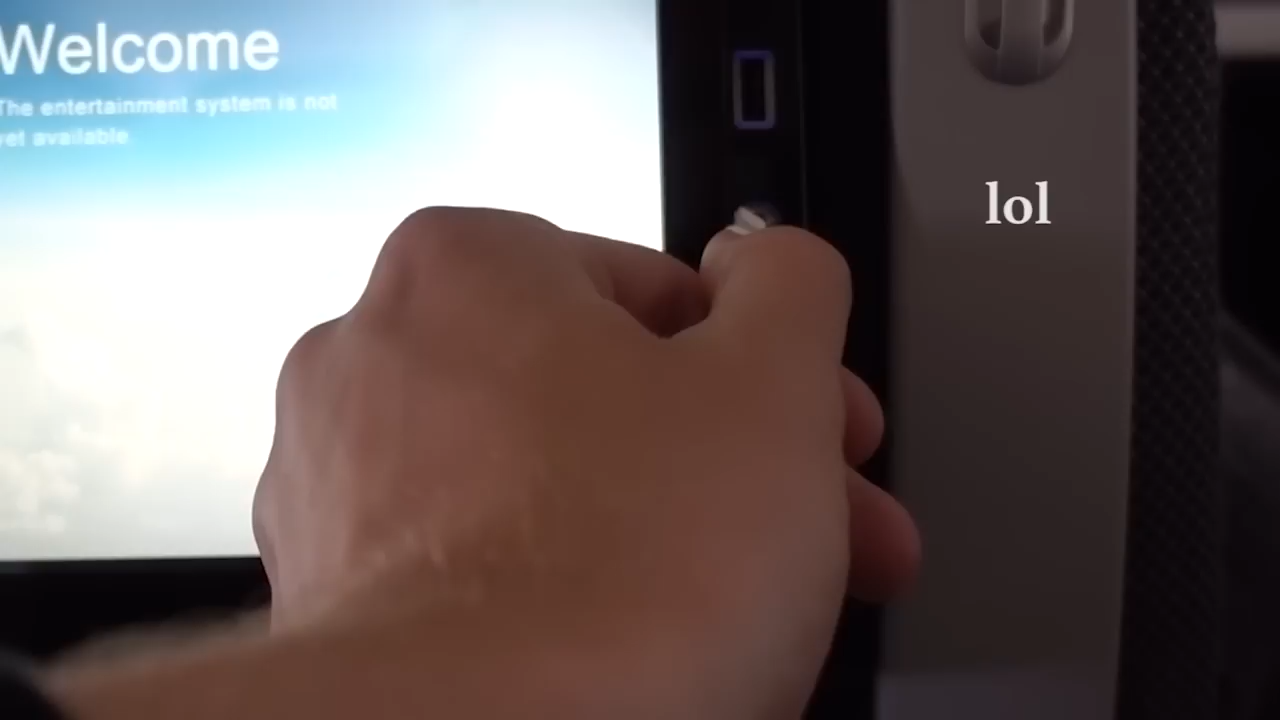 Welcome
The entertainment system is not
yet available
lol